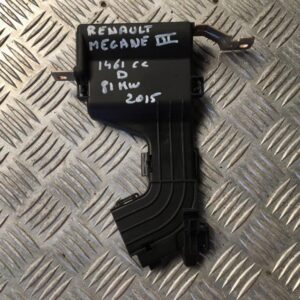 RENAULT
MEGANE III
1461 cc
D
81 KW
2015